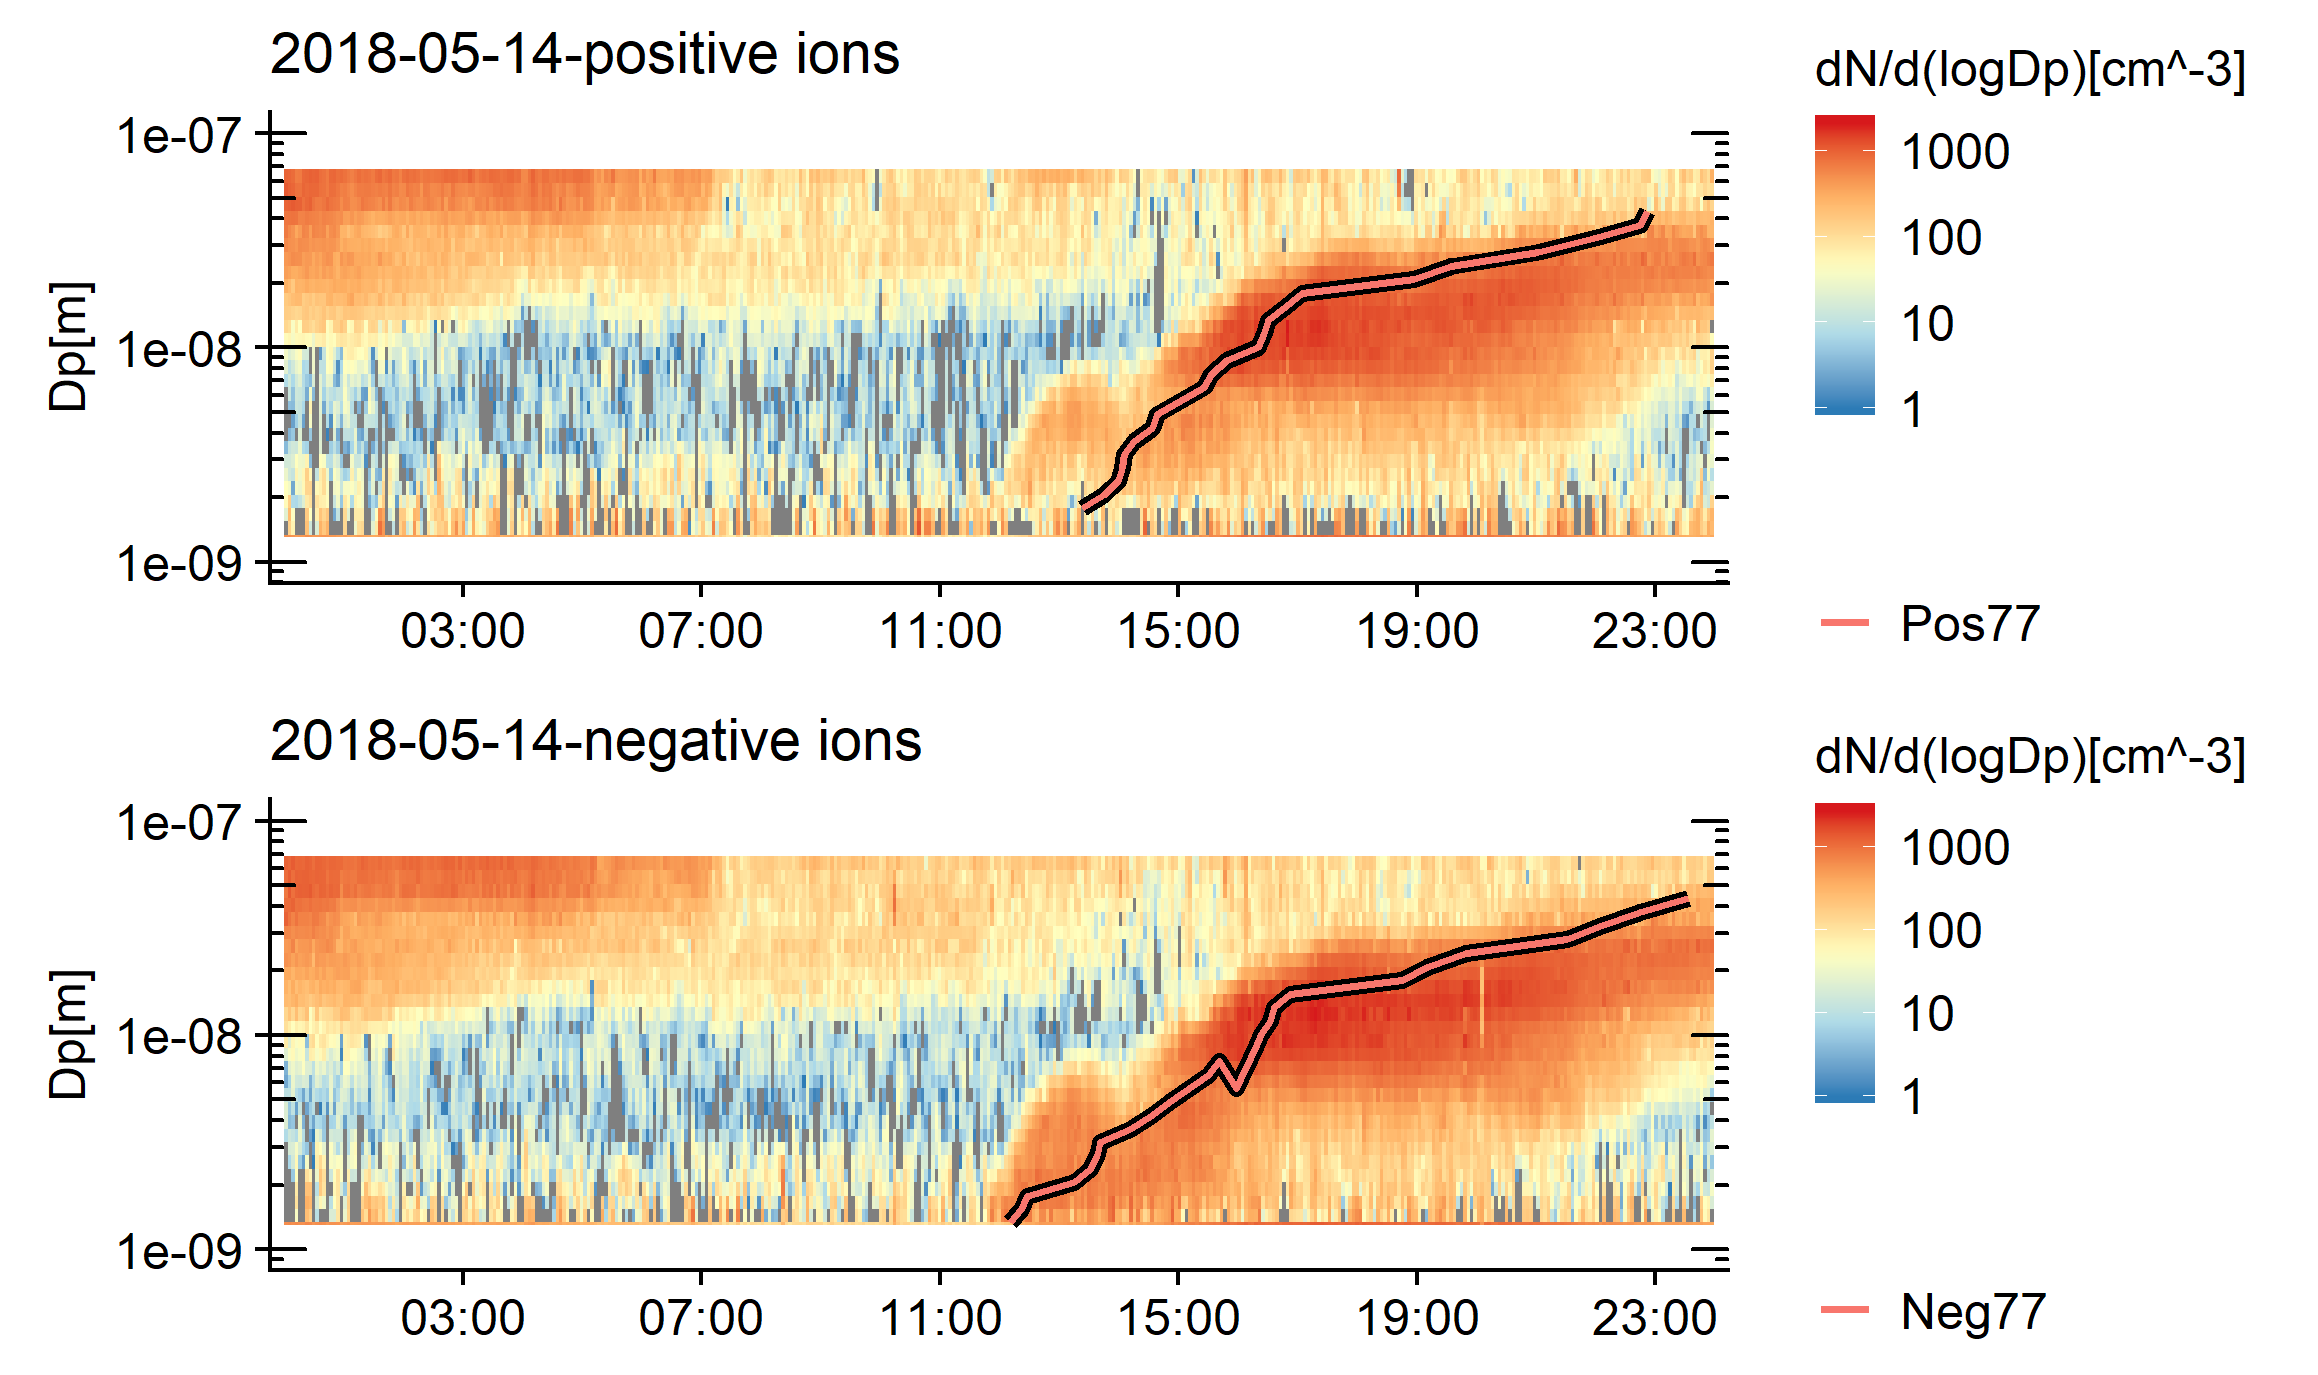 2018-05-14-positive ions
dN/d(logDp)[cm^-3]
1000
100
10
1
Pos77
Dp[m]
1e-07
1e-08
1e-09
03:00 07:00 11:00 15:00 19:00 23:00
2018-05-14-negative ions
dN/d(logDp)[cm^-3]
1000
100
10
1
Neg77
Dp[m]
1e-07
1e-08
1e-09
03:00 07:00 11:00 15:00 19:00 23:00